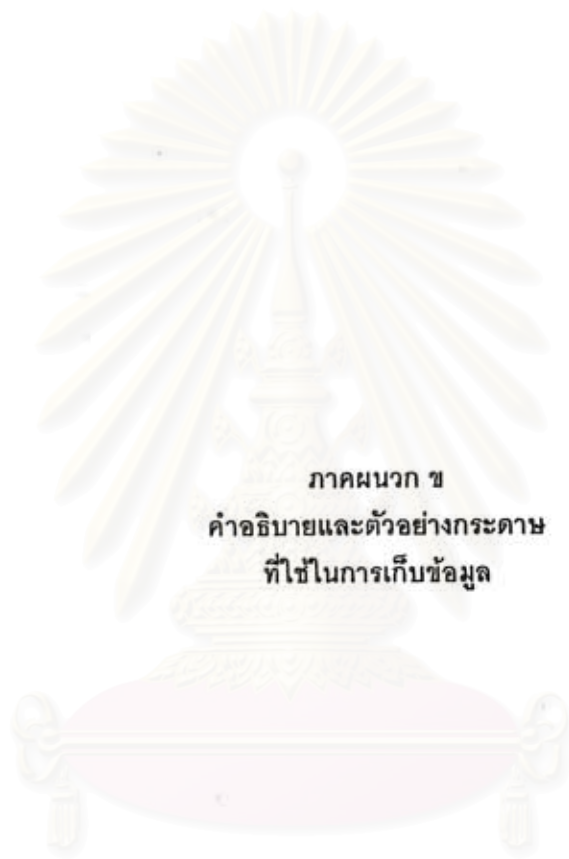 ภาคผนวก ข
คำอธิบายและตัวอย่างกระดาษ
ที่ใช้ในการเก็บข้อมูล